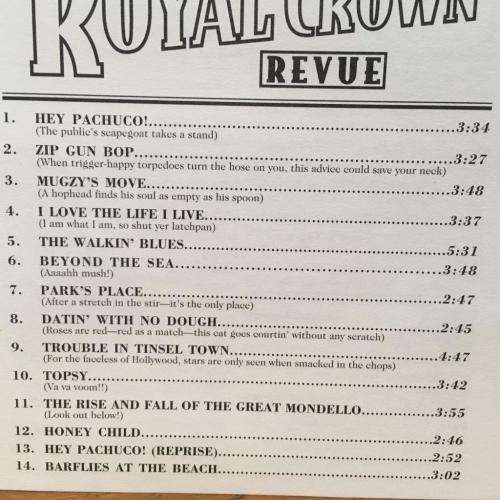 ROYAL CROWN
REVUE
1. HEY PACHUCO!..........3:34
(The public's scapegoat takes a stand)
2. ZIP GUN BOP..........3:27
(When trigger-happy torpedoes turn the hose on you, this advice could save your neck)
3. MUGZY'S MOVE..........3:48
(A hophead finds his soul as empty as his spoon)
4. I LOVE THE LIFE I LIVE..........3:37
(I am what I am, so shut yer latchpan)
5. THE WALKIN' BLUES..........5:31
6. BEYOND THE SEA..........3:48
(Aaaahh mush!)
7. PARK'S PLACE..........2:47
(After a stretch in the stir—it's the only place)
8. DATIN' WITH NO DOUGH..........2:45
(Roses are red—red as a match—this cat goes courtin' without any scratch)
9. TROUBLE IN TINSEL TOWN..........4:47
(For the faceless of Hollywood, stars are only seen when smacked in the chops)
10. TOPSY..........3:42
(Va va voom!!)
11. THE RISE AND FALL OF THE GREAT MONDELLO..........3:55
(Look out below!)
12. HONEY CHILD..........2:46
13. HEY PACHUCO! (REPRISE)..........2:52
14. BARFLIES AT THE BEACH..........3:02